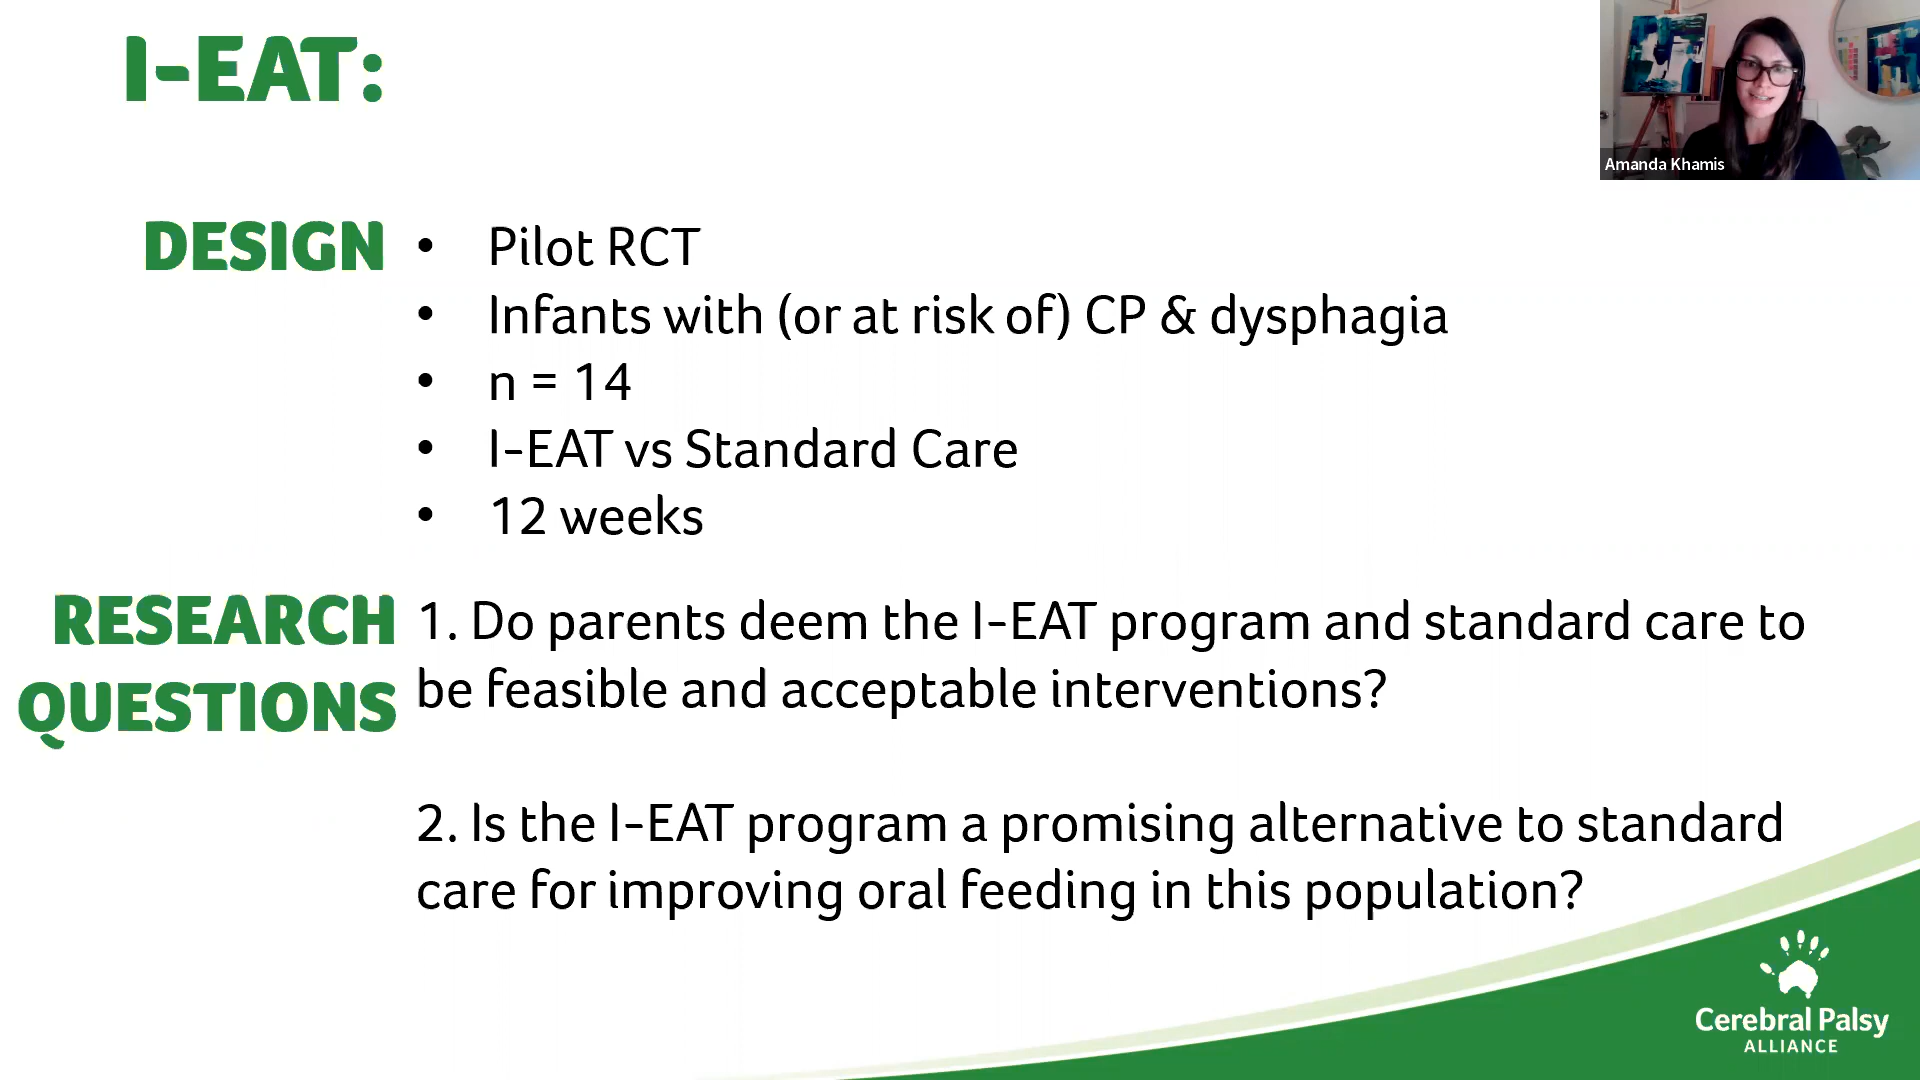 I-EAT:
Amanda Khamis
DESIGN
• Pilot RCT
• Infants with (or at risk of) CP & dysphagia
• n = 14
• I-EAT vs Standard Care
• 12 weeks
RESEARCH
QUESTIONS
1. Do parents deem the I-EAT program and standard care to
be feasible and acceptable interventions?
2. Is the I-EAT program a promising alternative to standard
care for improving oral feeding in this population?
Cerebral Palsy
ALLIANCE